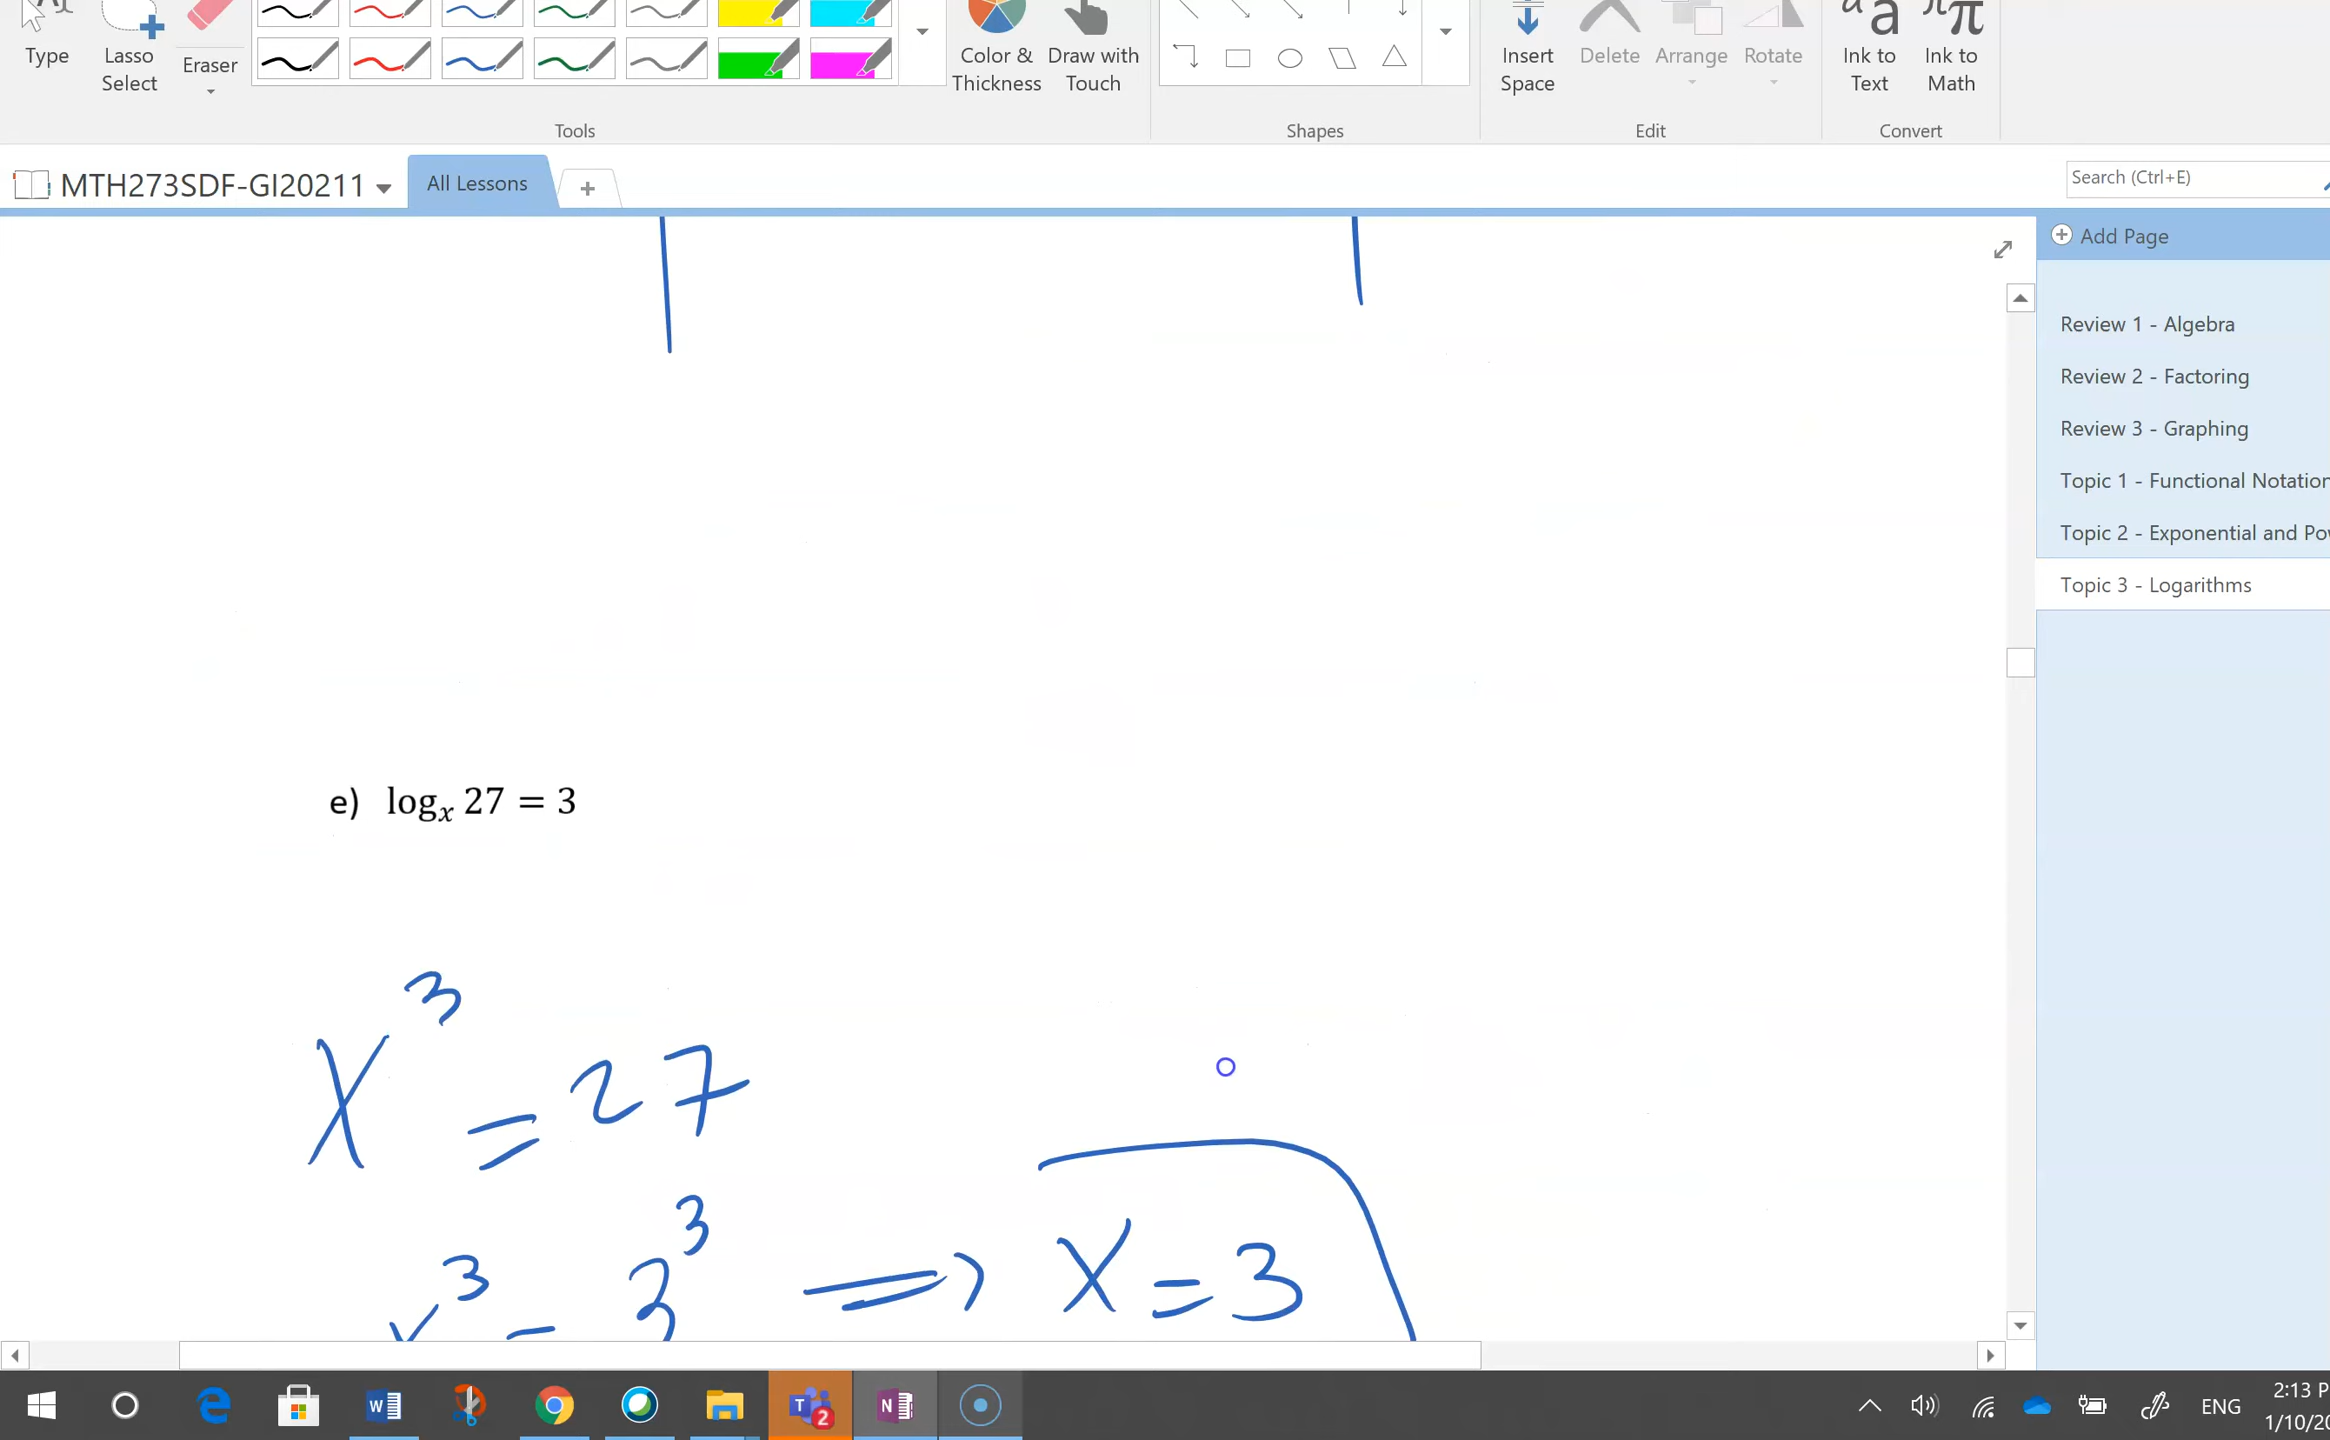 Type
Lasso Select
Eraser
Color & Thickness
Draw with Touch
Insert Space
Delete
Arrange
Rotate
Ink to Text
Ink to Math
Tools
Shapes
Edit
Convert
MTH273SDF-GI20211
All Lessons
Search (Ctrl+E)
Add Page
Review 1 - Algebra
Review 2 - Factoring
Review 3 - Graphing
Topic 1 - Functional Notation
Topic 2 - Exponential and
Topic 3 - Logarithms
e) logₓ 27 = 3
X³ = 27
x³ = 3³ ⟹ X = 3
ENG
2:13 P
1/10/20